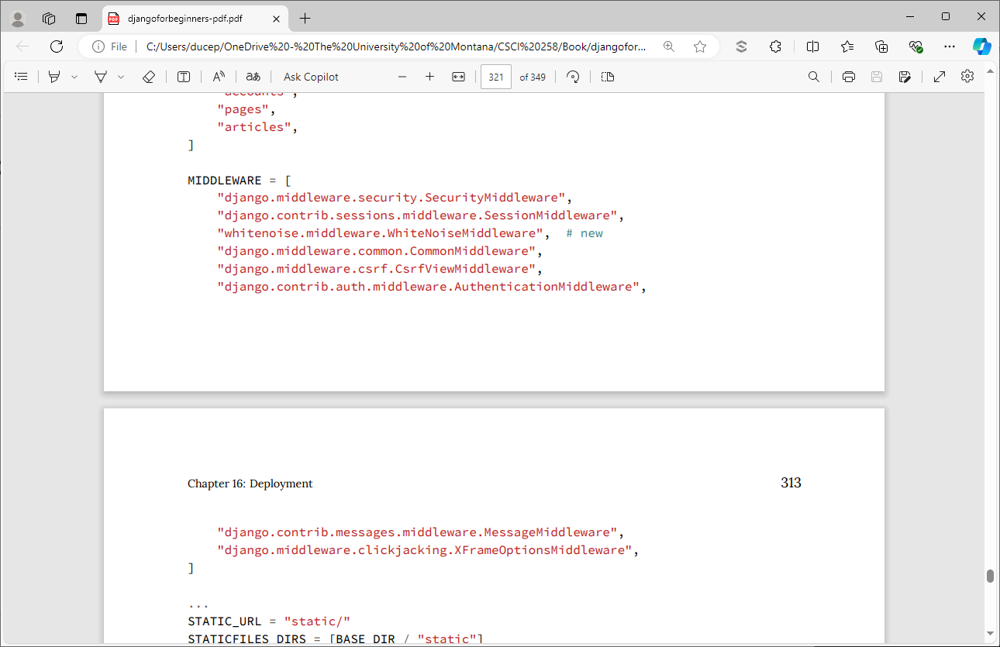 djangoforbeginners-pdf.pdf
File
C:/Users/ducep/OneDrive%20-%20The%20University%20of%20Montana/CSCI%20258/Book/djangofor...
Ask Copilot
321 of 349
"accounts",
"pages",
"articles",
]
MIDDLEWARE = [
"django.middleware.security.SecurityMiddleware",
"django.contrib.sessions.middleware.SessionMiddleware",
"whitenoise.middleware.WhiteNoiseMiddleware", # new
"django.middleware.common.CommonMiddleware",
"django.middleware.csrf.CsrfViewMiddleware",
"django.contrib.auth.middleware.AuthenticationMiddleware",
Chapter 16: Deployment 313
"django.contrib.messages.middleware.MessageMiddleware",
"django.middleware.clickjacking.XFrameOptionsMiddleware",
]
...
STATIC_URL = "static/"
STATICFILES_DIRS = [BASE_DIR / "static"]